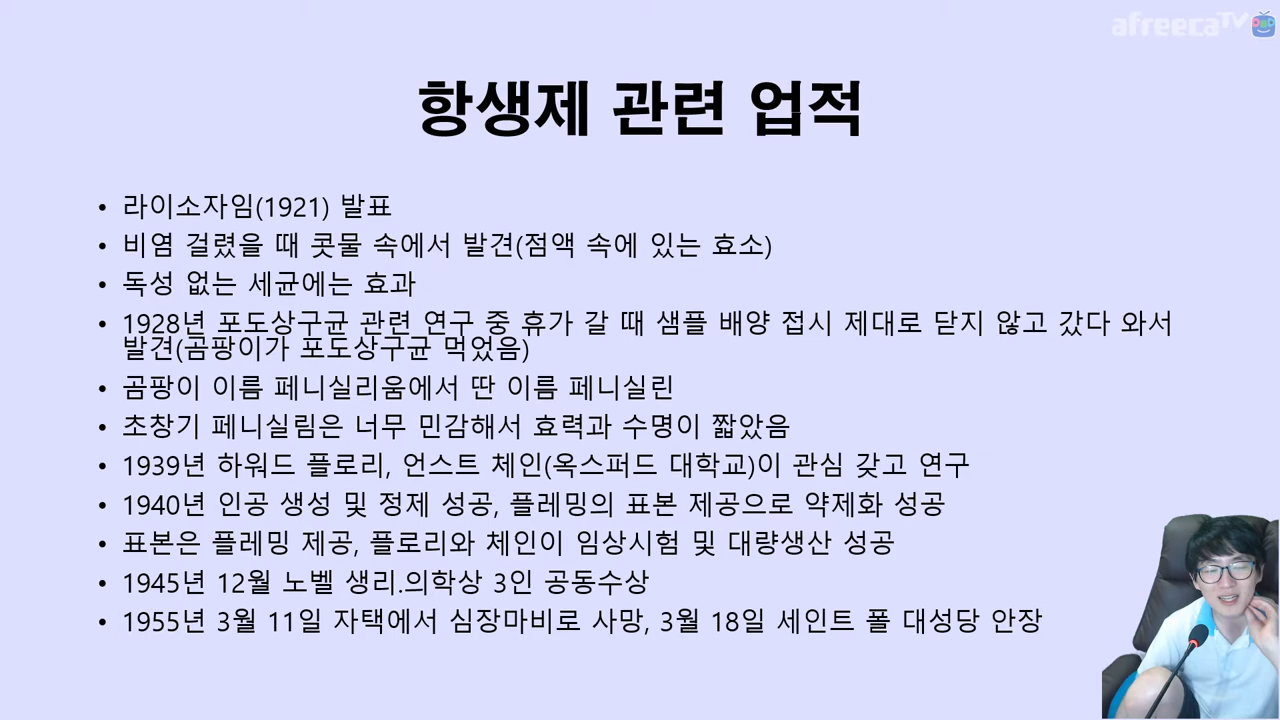 afreecaTV
항생제 관련 업적
• 라이소자임(1921) 발표
• 비염 걸렸을 때 콧물 속에서 발견(점액 속에 있는 효소)
• 독성 없는 세균에는 효과
• 1928년 포도상구균 관련 연구 중 휴가 갈 때 샘플 배양 접시 제대로 닫지 않고 갔다 와서
발견(곰팡이가 포도상구균 먹었음)
• 곰팡이 이름 페니실리움에서 딴 이름 페니실린
• 초창기 페니실림은 너무 민감해서 효력과 수명이 짧았음
• 1939년 하워드 플로리, 언스트 체인(옥스퍼드 대학교)이 관심 갖고 연구
• 1940년 인공 생성 및 정제 성공, 플레밍의 표본 제공으로 약제화 성공
• 표본은 플레밍 제공, 플로리와 체인이 임상시험 및 대량생산 성공
• 1945년 12월 노벨 생리.의학상 3인 공동수상
• 1955년 3월 11일 자택에서 심장마비로 사망, 3월 18일 세인트 폴 대성당 안장